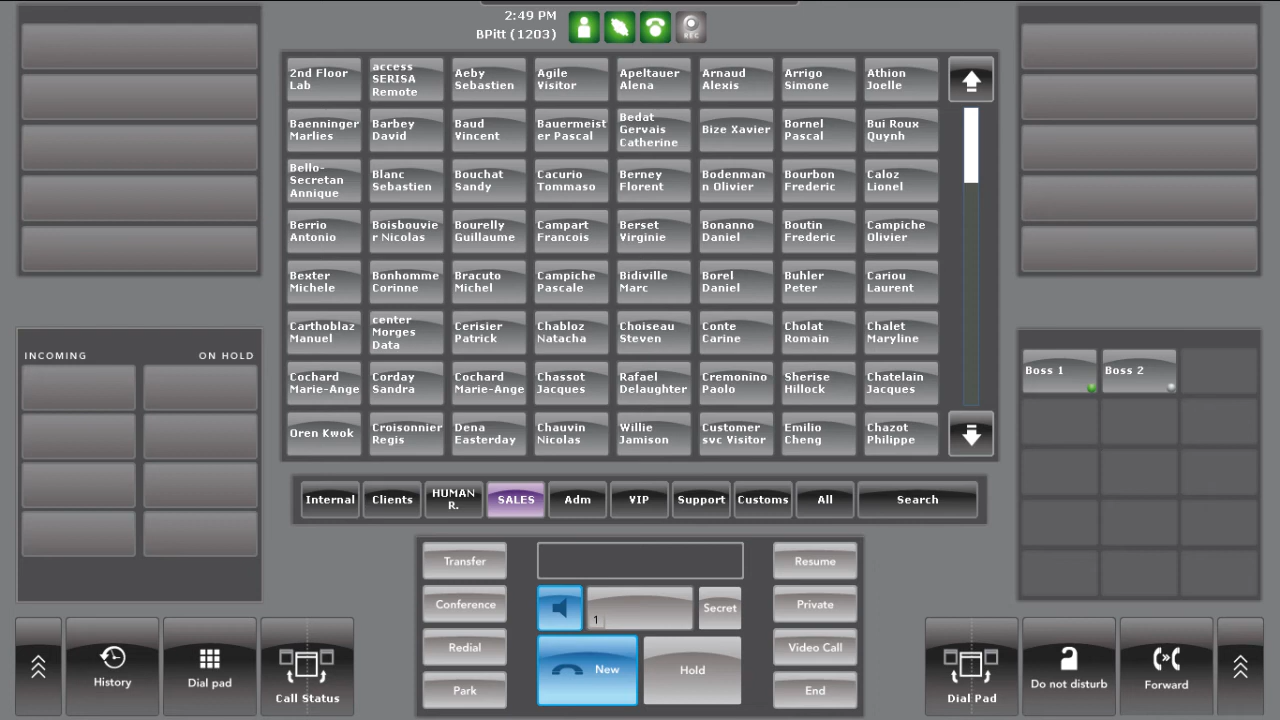 2:49 PM
BPitt (1203)
REC
2nd Floor
Lab
access
SERISA
Remote
Aeby
Sebastien
Agile
Visitor
Apeltauer
Alena
Arnaud
Alexis
Arrigo
Simone
Athion
Joelle
Baenninger
Marlies
Barbey
David
Baud
Vincent
Bauermeist
er Pascal
Bedat
Gervais
Catherine
Bize Xavier
Bornel
Pascal
Bui Roux
Quynh
Bello-
Secretan
Annique
Blanc
Sebastien
Bouchat
Sandy
Cacurio
Tommaso
Berney
Florent
Bodenman
n Olivier
Bourbon
Frederic
Caloz
Lionel
Berrio
Antonio
Boisbouvie
r Nicolas
Bourelly
Guillaume
Campart
Francois
Berset
Virginie
Bonanno
Daniel
Boutin
Frederic
Campiche
Olivier
Bexter
Michele
Bonhomme
Corinne
Bracuto
Michel
Campiche
Pascale
Bidiville
Marc
Borel
Daniel
Buhler
Peter
Cariou
Laurent
Carthoblaz
Manuel
center
Morges
Data
Cerisier
Patrick
Chabloz
Natacha
Choiseau
Steven
Conte
Carine
Cholat
Romain
Chalet
Maryline
Cochard
Marie-Ange
Corday
Sandra
Cochard
Marie-Ange
Chassot
Jacques
Rafael
Delaughter
Cremonino
Paolo
Sherise
Hillock
Chatelain
Jacques
Oren Kwok
Croisonnier
Regis
Dena
Easterday
Chauvin
Nicolas
Willie
Jamison
Customer
svc Visitor
Emilio
Cheng
Chazot
Philippe
INCOMING ON HOLD
Boss 1 Boss 2
Internal Clients HUMAN
R. SALES Adm VIP Support Customs All Search
Transfer
Conference
Redial
Park
1
Secret
New
Hold
Resume
Private
Video Call
End
History
Dial pad
Call Status
Dial Pad
Do not disturb
Forward